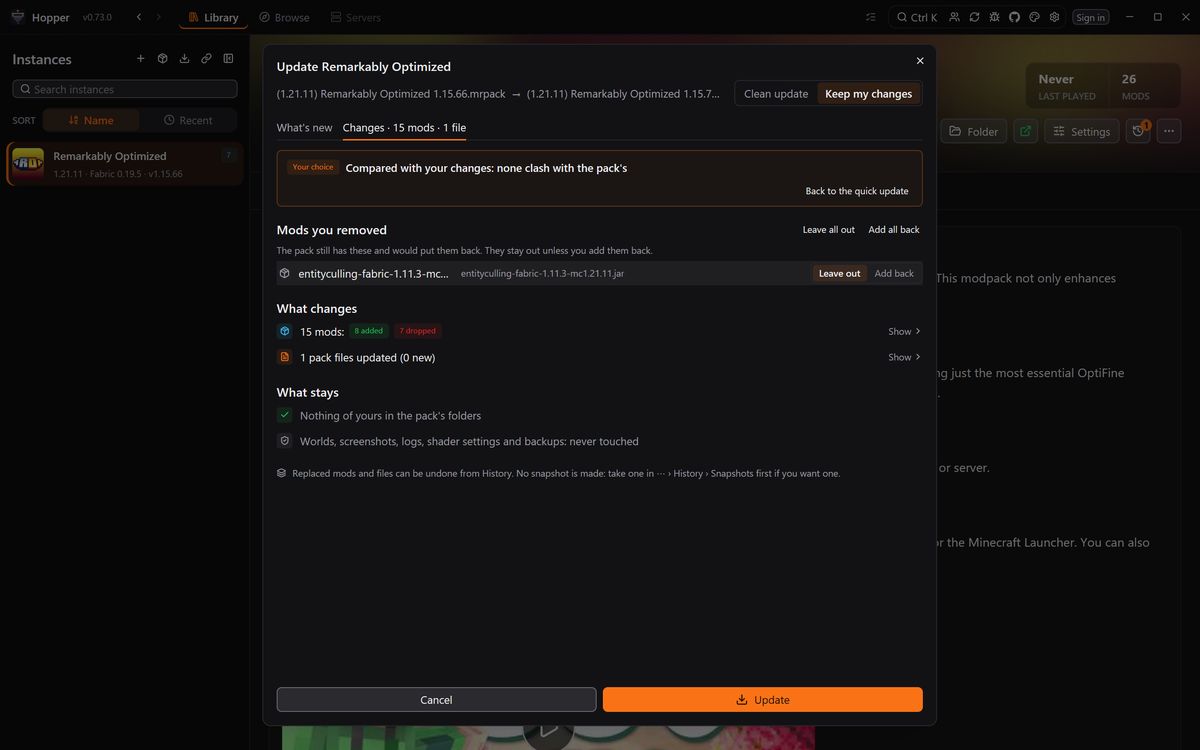 Hopper v0.73.0 Library Browse Servers Ctrl K Sign in
Instances
Search instances
SORT Name Recent
Remarkably Optimized 7
1.21.11 · Fabric 0.19.5 · v1.15.66
Never
LAST PLAYED
26
MODS
Folder Settings 1
Update Remarkably Optimized
(1.21.11) Remarkably Optimized 1.15.66.mrpack → (1.21.11) Remarkably Optimized 1.15.7... Clean update Keep my changes
What's new Changes · 15 mods · 1 file
Your choice Compared with your changes: none clash with the pack's
Back to the quick update
Mods you removed Leave all out Add all back
The pack still has these and would put them back. They stay out unless you add them back.
entityculling-fabric-1.11.3-mc... entityculling-fabric-1.11.3-mc1.21.11.jar Leave out Add back
What changes
15 mods: 8 added 7 dropped Show
1 pack files updated (0 new) Show
What stays
Nothing of yours in the pack's folders
Worlds, screenshots, logs, shader settings and backups: never touched
Replaced mods and files can be undone from History. No snapshot is made: take one in ··· › History › Snapshots first if you want one.
Cancel Update
This modpack not only enhances
ng just the most essential OptiFine
or server.
or the Minecraft Launcher. You can also